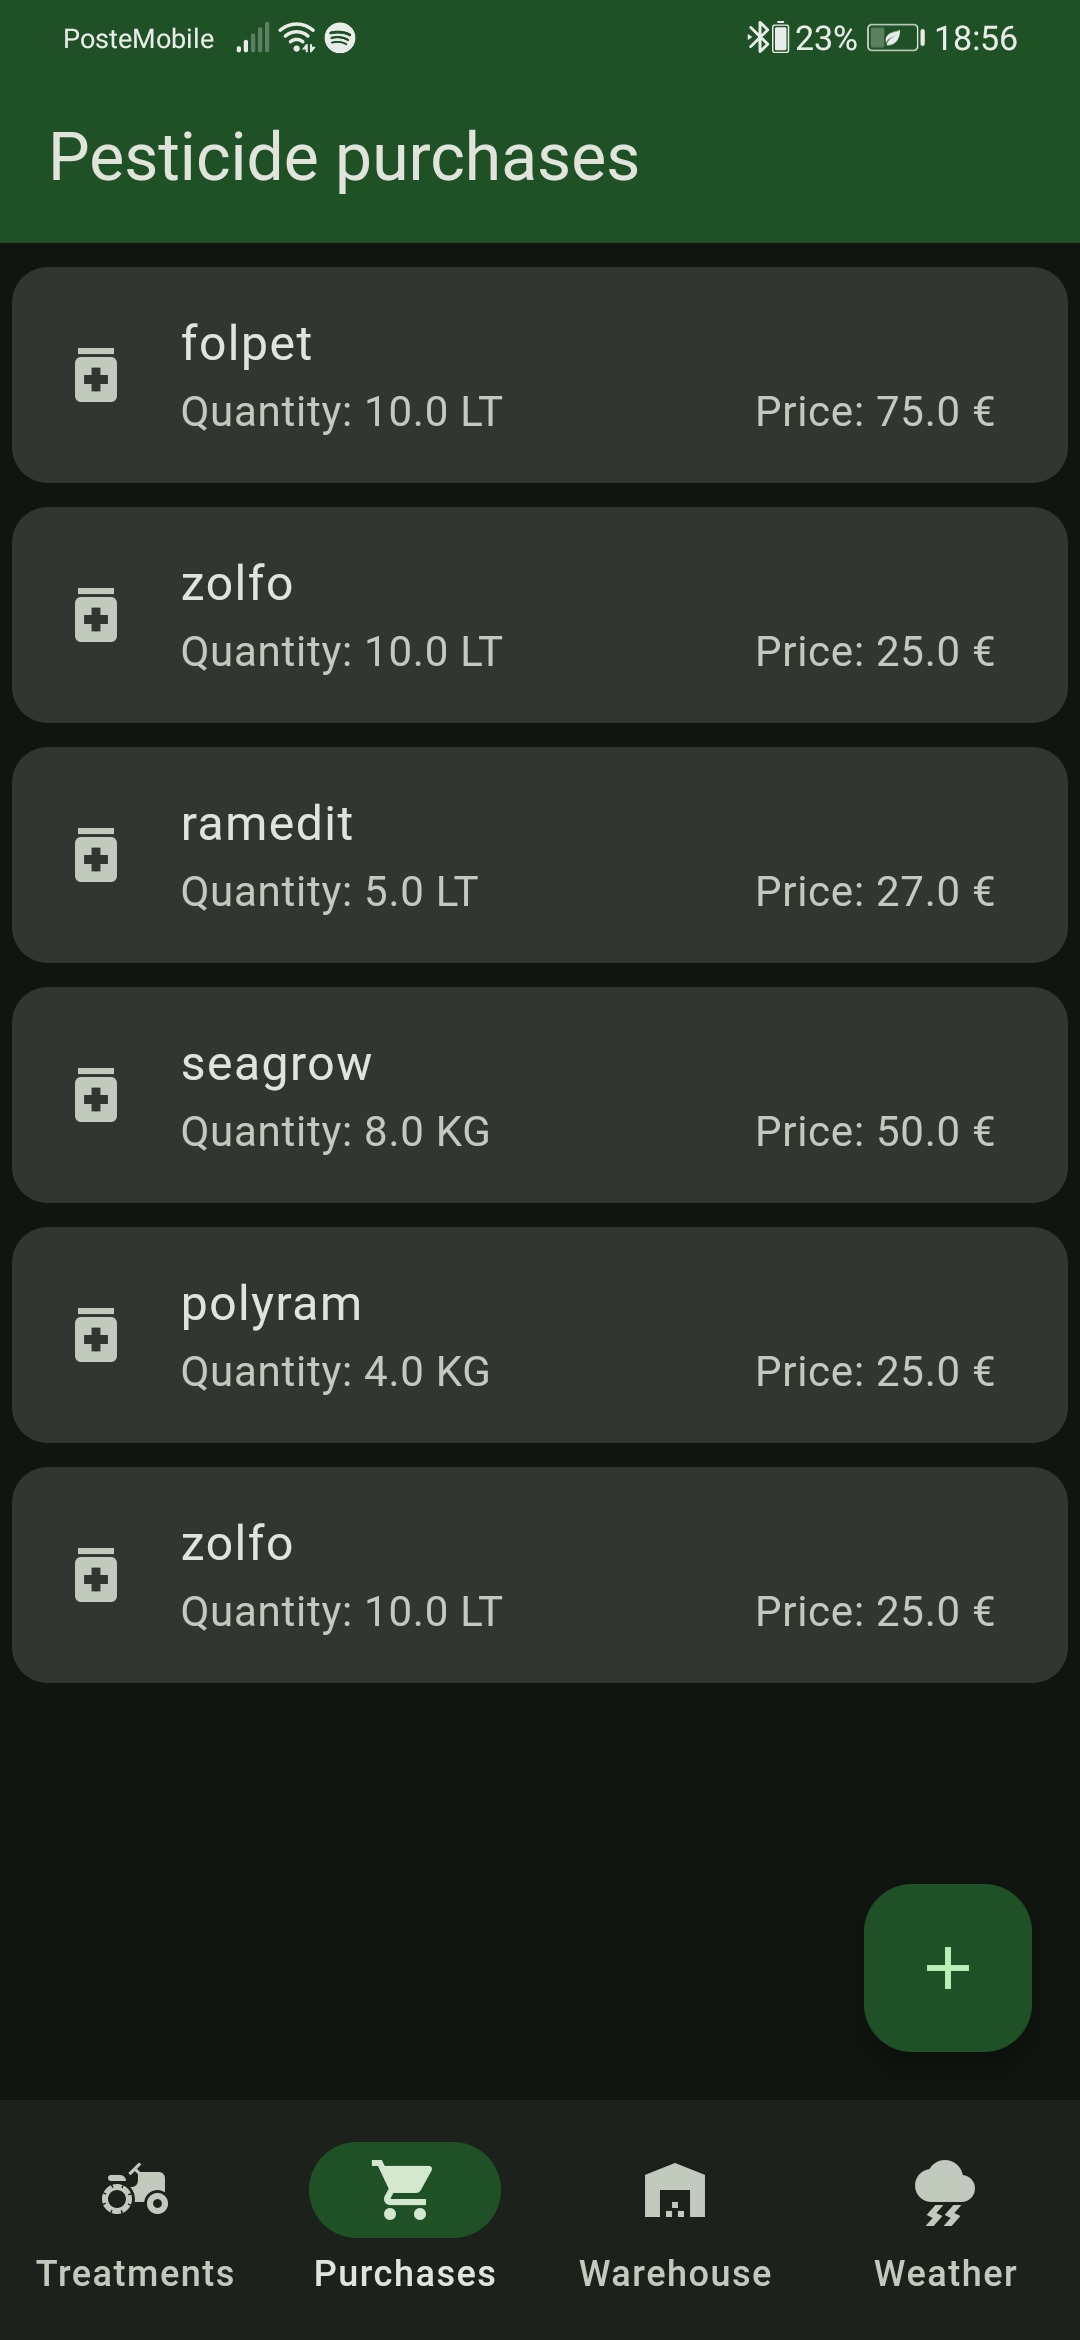 PosteMobile 23% 18:56
Pesticide purchases
folpet
Quantity: 10.0 LT Price: 75.0 €
zolfo
Quantity: 10.0 LT Price: 25.0 €
ramedit
Quantity: 5.0 LT Price: 27.0 €
seagrow
Quantity: 8.0 KG Price: 50.0 €
polyram
Quantity: 4.0 KG Price: 25.0 €
zolfo
Quantity: 10.0 LT Price: 25.0 €
Treatments Purchases Warehouse Weather